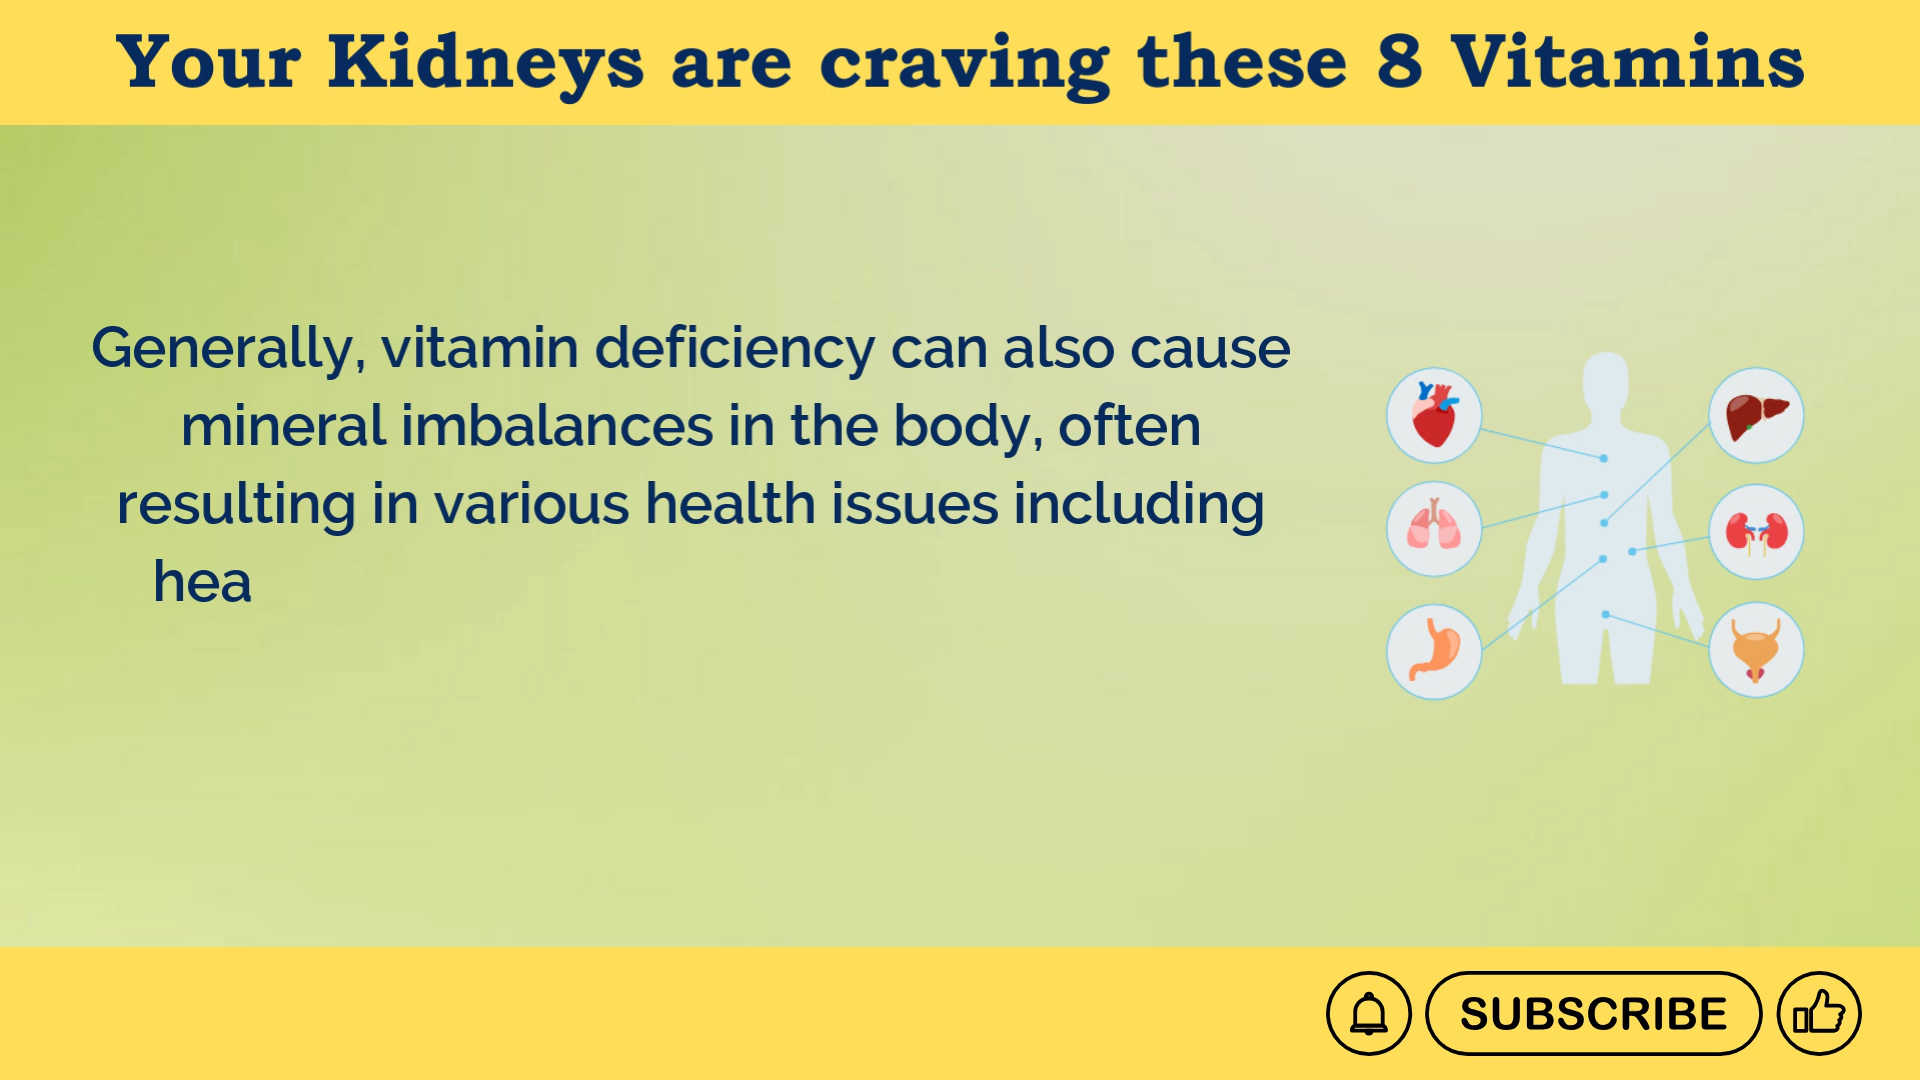 Your Kidneys are craving these 8 Vitamins
Generally, vitamin deficiency can also cause
mineral imbalances in the body, often
resulting in various health issues including
hea
SUBSCRIBE